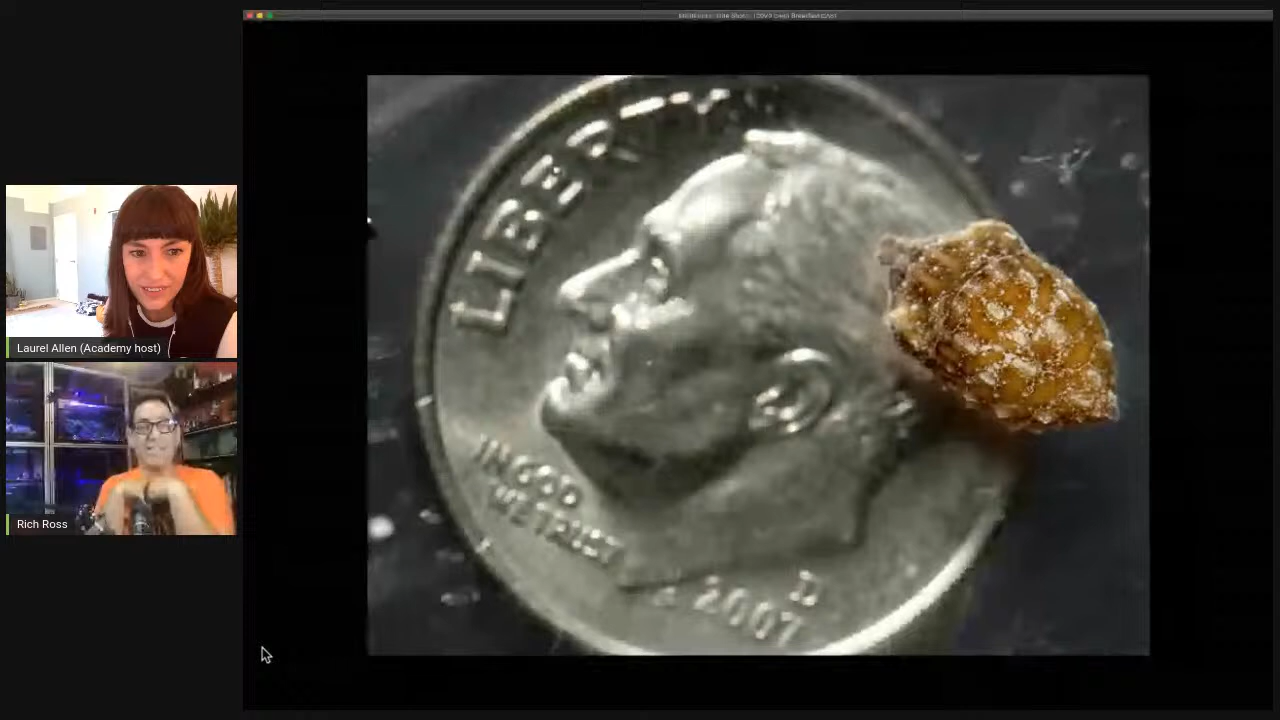 LIBERTY
IN GOD
WE TRUST
2007
D
Laurel Allen (Academy host)
Rich Ross